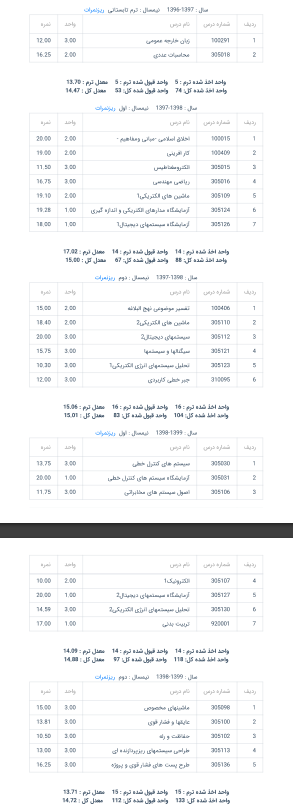 سال : 1397-1396 نیمسال : ترم تابستانی ریزنمرات
ردیف شماره درس نام درس واحد نمره
1 100291 زبان خارجه عمومی 3.00 12.00
2 305018 محاسبات عددی 2.00 16.25
واحد اخذ شده ترم : 5 واحد قبول شده ترم : 5 معدل ترم : 13.70
واحد اخذ شده کل: 74 واحد قبول شده کل: 53 معدل کل : 14.47
سال : 1398-1397 نیمسال : اول ریزنمرات
ردیف شماره درس نام درس واحد نمره
1 100015 اخلاق اسلامی -مبانی ومفاهیم - 2.00 20.00
2 100409 کار افرینی 2.00 19.00
3 305015 الکترومغناطیس 3.00 11.50
4 305016 ریاضی مهندسی 3.00 16.75
5 305109 ماشین های الکتریکی1 2.00 19.10
6 305124 آزمایشگاه مدارهای الکتریکی و اندازه گیری 1.00 19.28
7 305126 آزمایشگاه سیستمهای دیجیتال1 1.00 18.00
واحد اخذ شده ترم : 14 واحد قبول شده ترم : 14 معدل ترم : 17.02
واحد اخذ شده کل: 88 واحد قبول شده کل: 67 معدل کل : 15.00
سال : 1398-1397 نیمسال : دوم ریزنمرات
ردیف شماره درس نام درس واحد نمره
1 100406 تفسیر موضوعی نهج البلاغه 2.00 15.00
2 305110 ماشین های الکتریکی2 2.00 18.40
3 305112 سیستمهای دیجیتال2 3.00 20.00
4 305121 سیگنالها و سیستمها 3.00 15.75
5 305123 تحلیل سیستمهای انرژی الکتریکی1 3.00 10.30
6 310095 جبر خطی کاربردی 3.00 12.00
واحد اخذ شده ترم : 16 واحد قبول شده ترم : 16 معدل ترم : 15.06
واحد اخذ شده کل: 104 واحد قبول شده کل: 83 معدل کل : 15.01
سال : 1399-1398 نیمسال : اول ریزنمرات
ردیف شماره درس نام درس واحد نمره
1 305030 سیستم های کنترل خطی 3.00 13.75
2 305031 آزمایشگاه سیستم های کنترل خطی 1.00 20.00
3 305106 اصول سیستم های مخابراتی 3.00 11.75
ردیف شماره درس نام درس واحد نمره
4 305107 الکترونیک1 2.00 10.00
5 305127 آزمایشگاه سیستمهای دیجیتال2 1.00 20.00
6 305130 تحلیل سیستمهای انرژی الکتریکی2 3.00 14.59
7 920001 تربیت بدنی 1.00 17.00
واحد اخذ شده ترم : 14 واحد قبول شده ترم : 14 معدل ترم : 14.09
واحد اخذ شده کل: 118 واحد قبول شده کل: 97 معدل کل : 14.88
سال : 1399-1398 نیمسال : دوم ریزنمرات
ردیف شماره درس نام درس واحد نمره
1 305098 ماشینهای مخصوص 3.00 15.00
2 305100 عایقها و فشار قوی 3.00 13.81
3 305102 حفاظت و رله 3.00 10.50
4 305113 طراحی سیستمهای ریزپردازنده ای 3.00 13.00
5 305136 طرح پست های فشار قوی و پروژه 3.00 16.25
واحد اخذ شده ترم : 15 واحد قبول شده ترم : 15 معدل ترم : 13.71
واحد اخذ شده کل: 133 واحد قبول شده کل: 112 معدل کل : 14.72